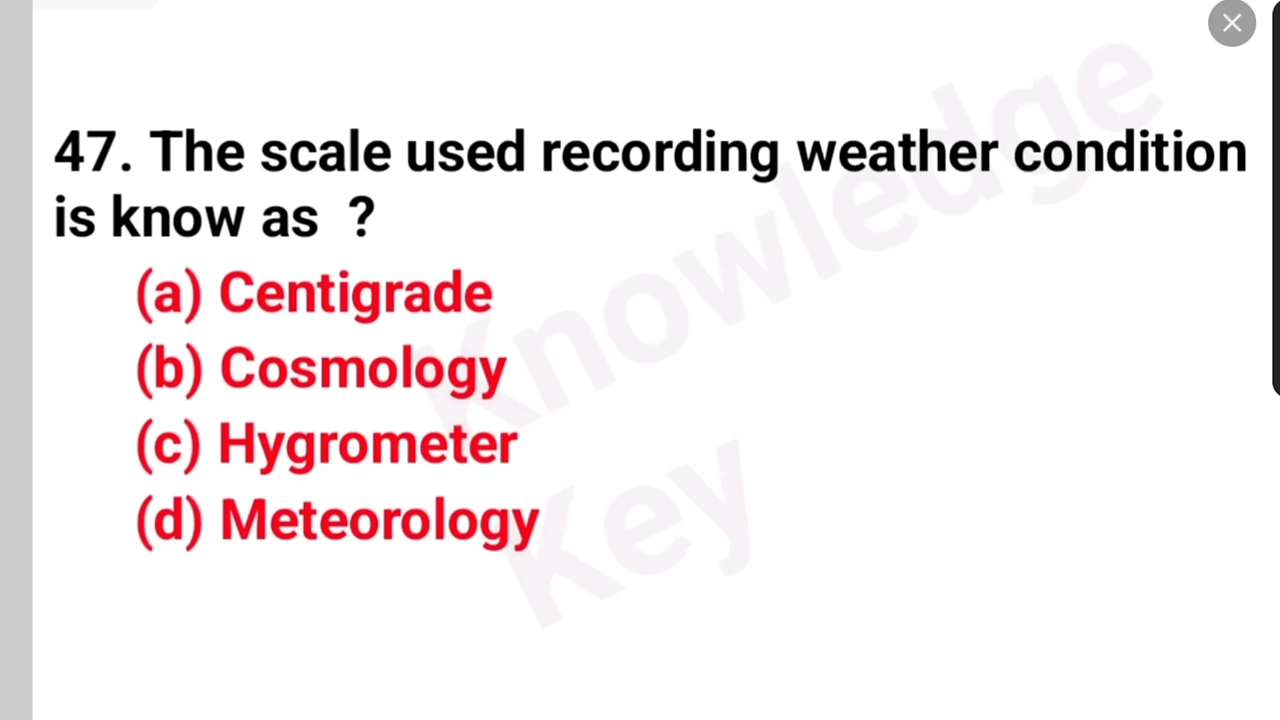 47. The scale used recording weather condition
is know as ?
(a) Centigrade
(b) Cosmology
(c) Hygrometer
(d) Meteorology
Knowledge
Key